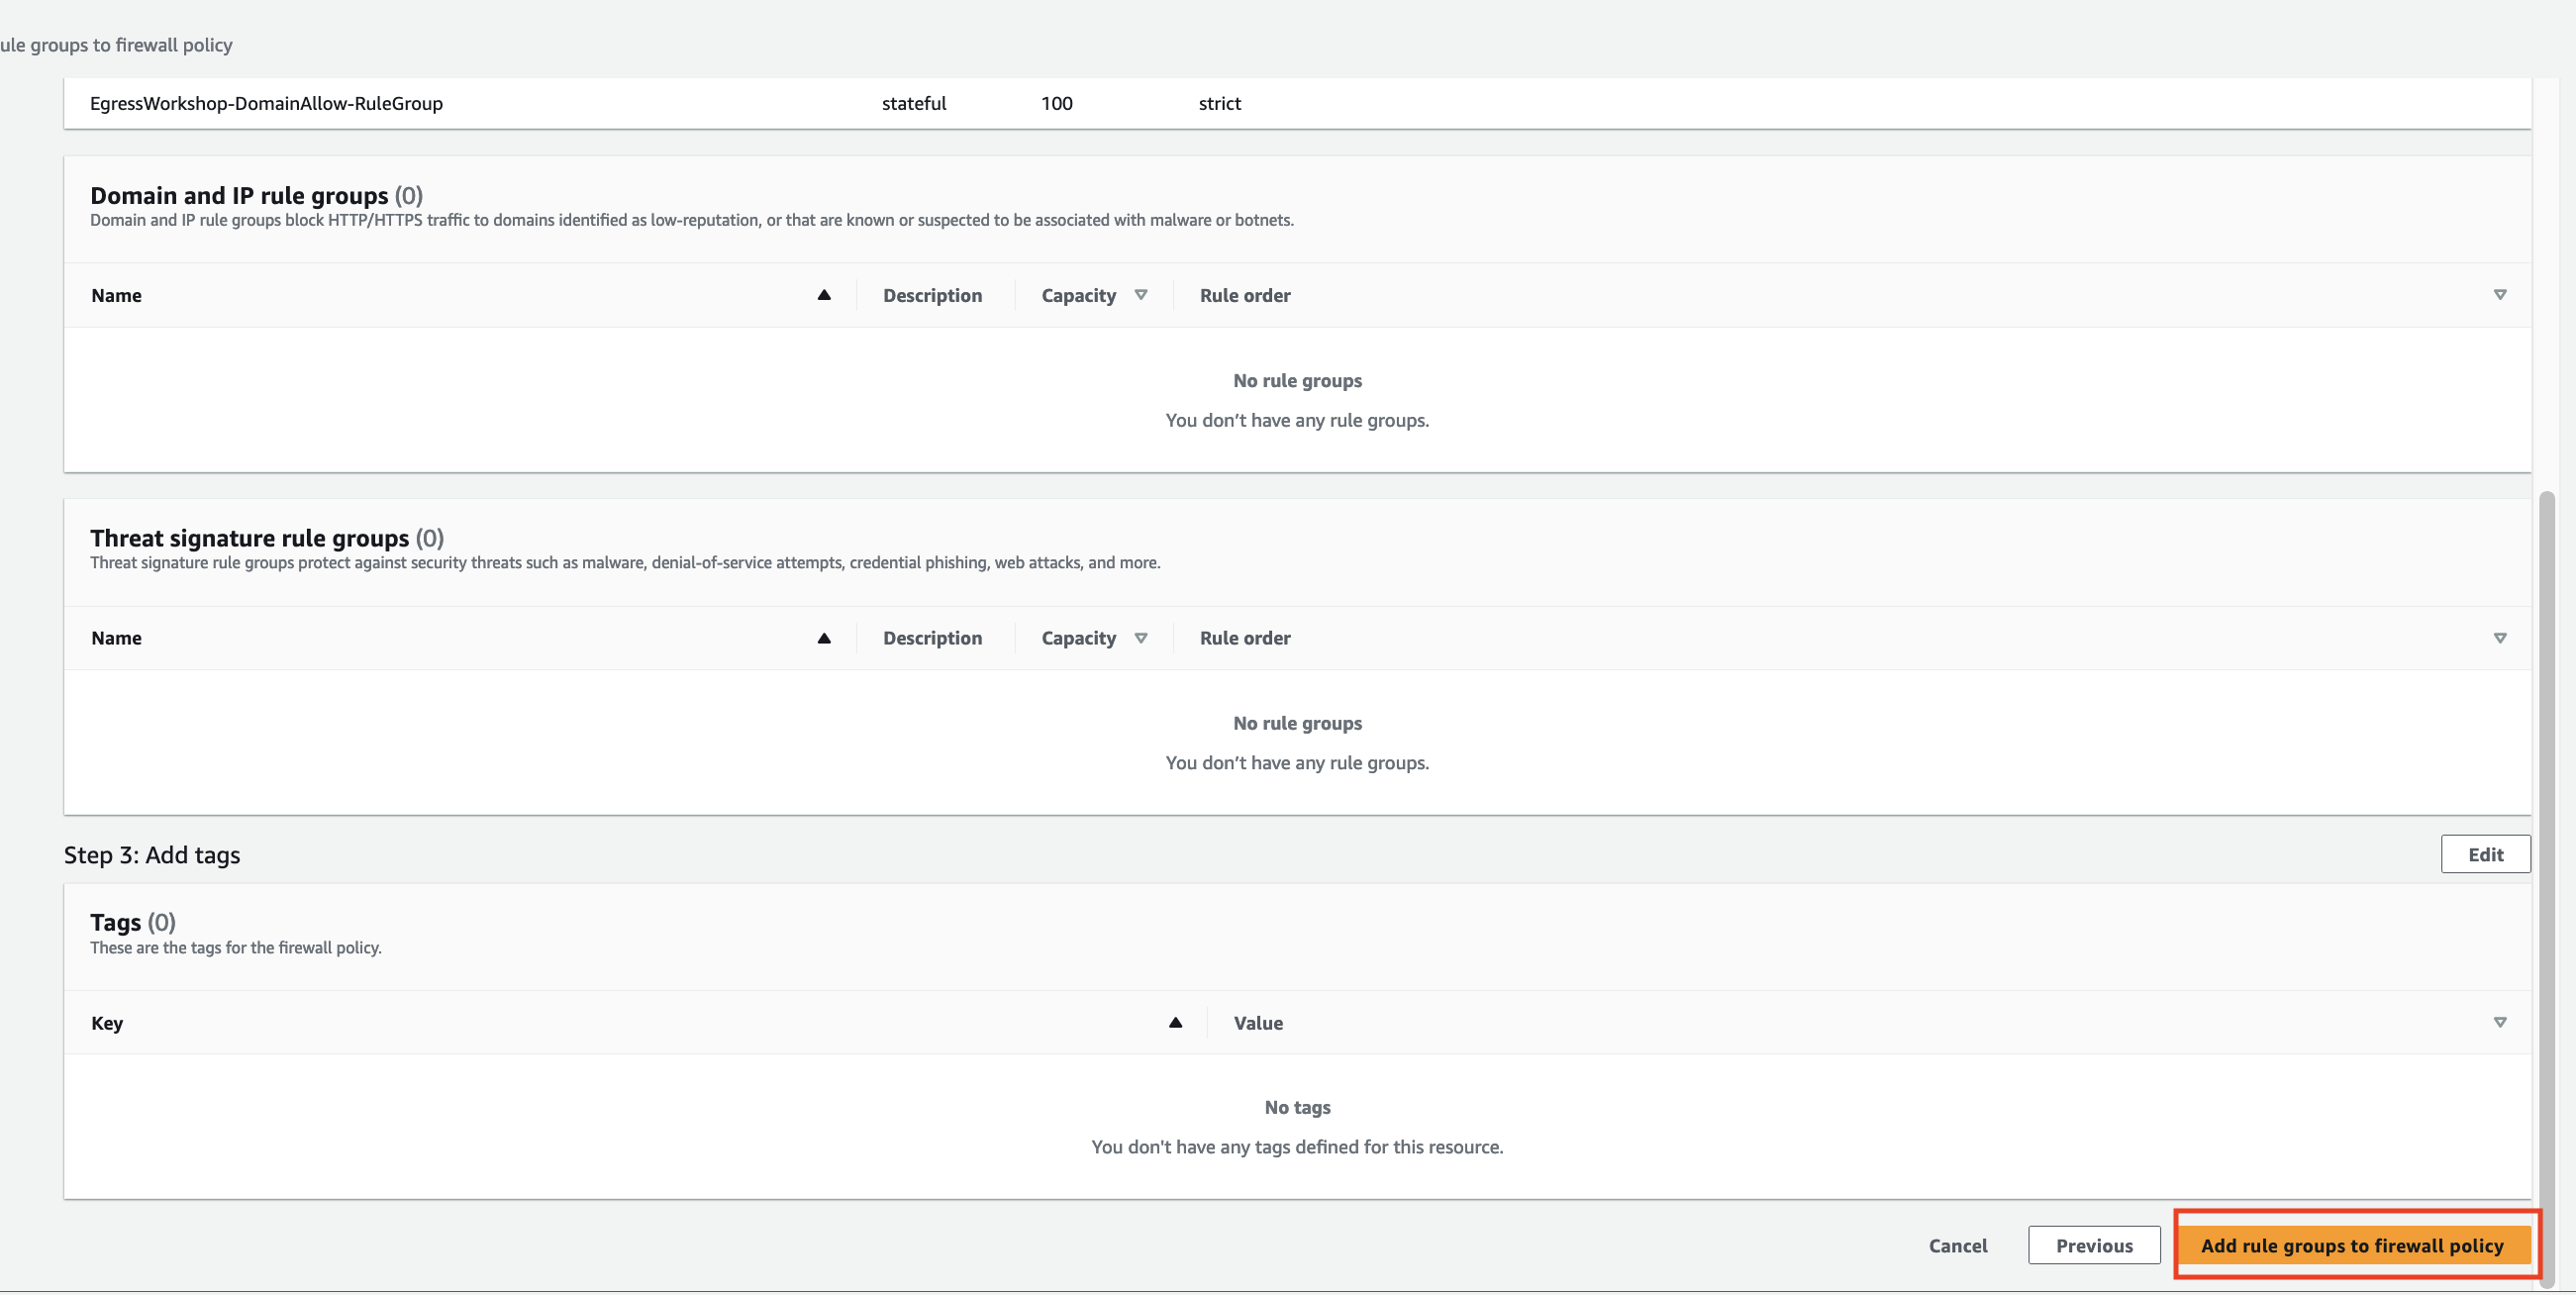 ule groups to firewall policy
EgressWorkshop-DomainAllow-RuleGroup stateful 100 strict
Domain and IP rule groups (0)
Domain and IP rule groups block HTTP/HTTPS traffic to domains identified as low-reputation, or that are known or suspected to be associated with malware or botnets.
Name Description Capacity Rule order
No rule groups
You don’t have any rule groups.
Threat signature rule groups (0)
Threat signature rule groups protect against security threats such as malware, denial-of-service attempts, credential phishing, web attacks, and more.
Name Description Capacity Rule order
No rule groups
You don’t have any rule groups.
Step 3: Add tags Edit
Tags (0)
These are the tags for the firewall policy.
Key Value
No tags
You don't have any tags defined for this resource.
Cancel Previous Add rule groups to firewall policy